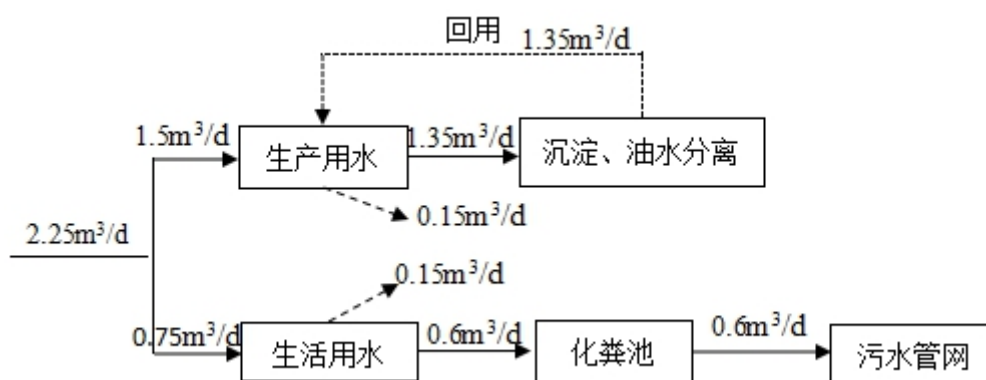 回用
1.35m³/d
1.5m³/d
生产用水
1.35m³/d
沉淀、油水分离
0.15m³/d
2.25m³/d
0.15m³/d
0.75m³/d
生活用水
0.6m³/d
化粪池
0.6m³/d
污水管网